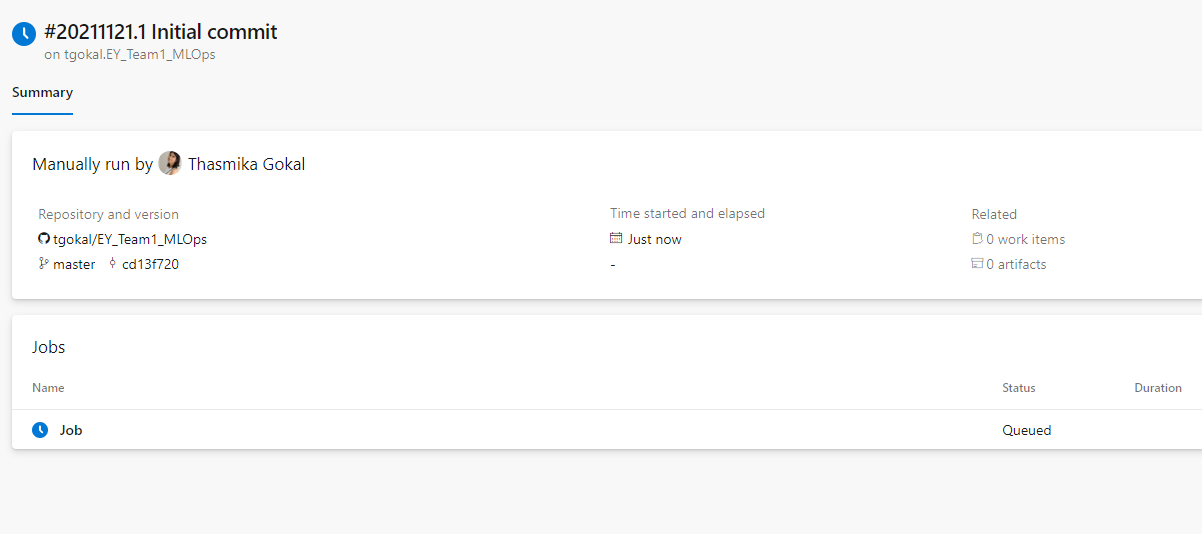 #20211121.1 Initial commit
on tgokal.EY_Team1_MLOps
Summary
Manually run by Thasmika Gokal
Repository and version
tgokal/EY_Team1_MLOps
master cd13f720
Time started and elapsed
Just now
-
Related
0 work items
0 artifacts
Jobs
Name Status Duration
Job Queued